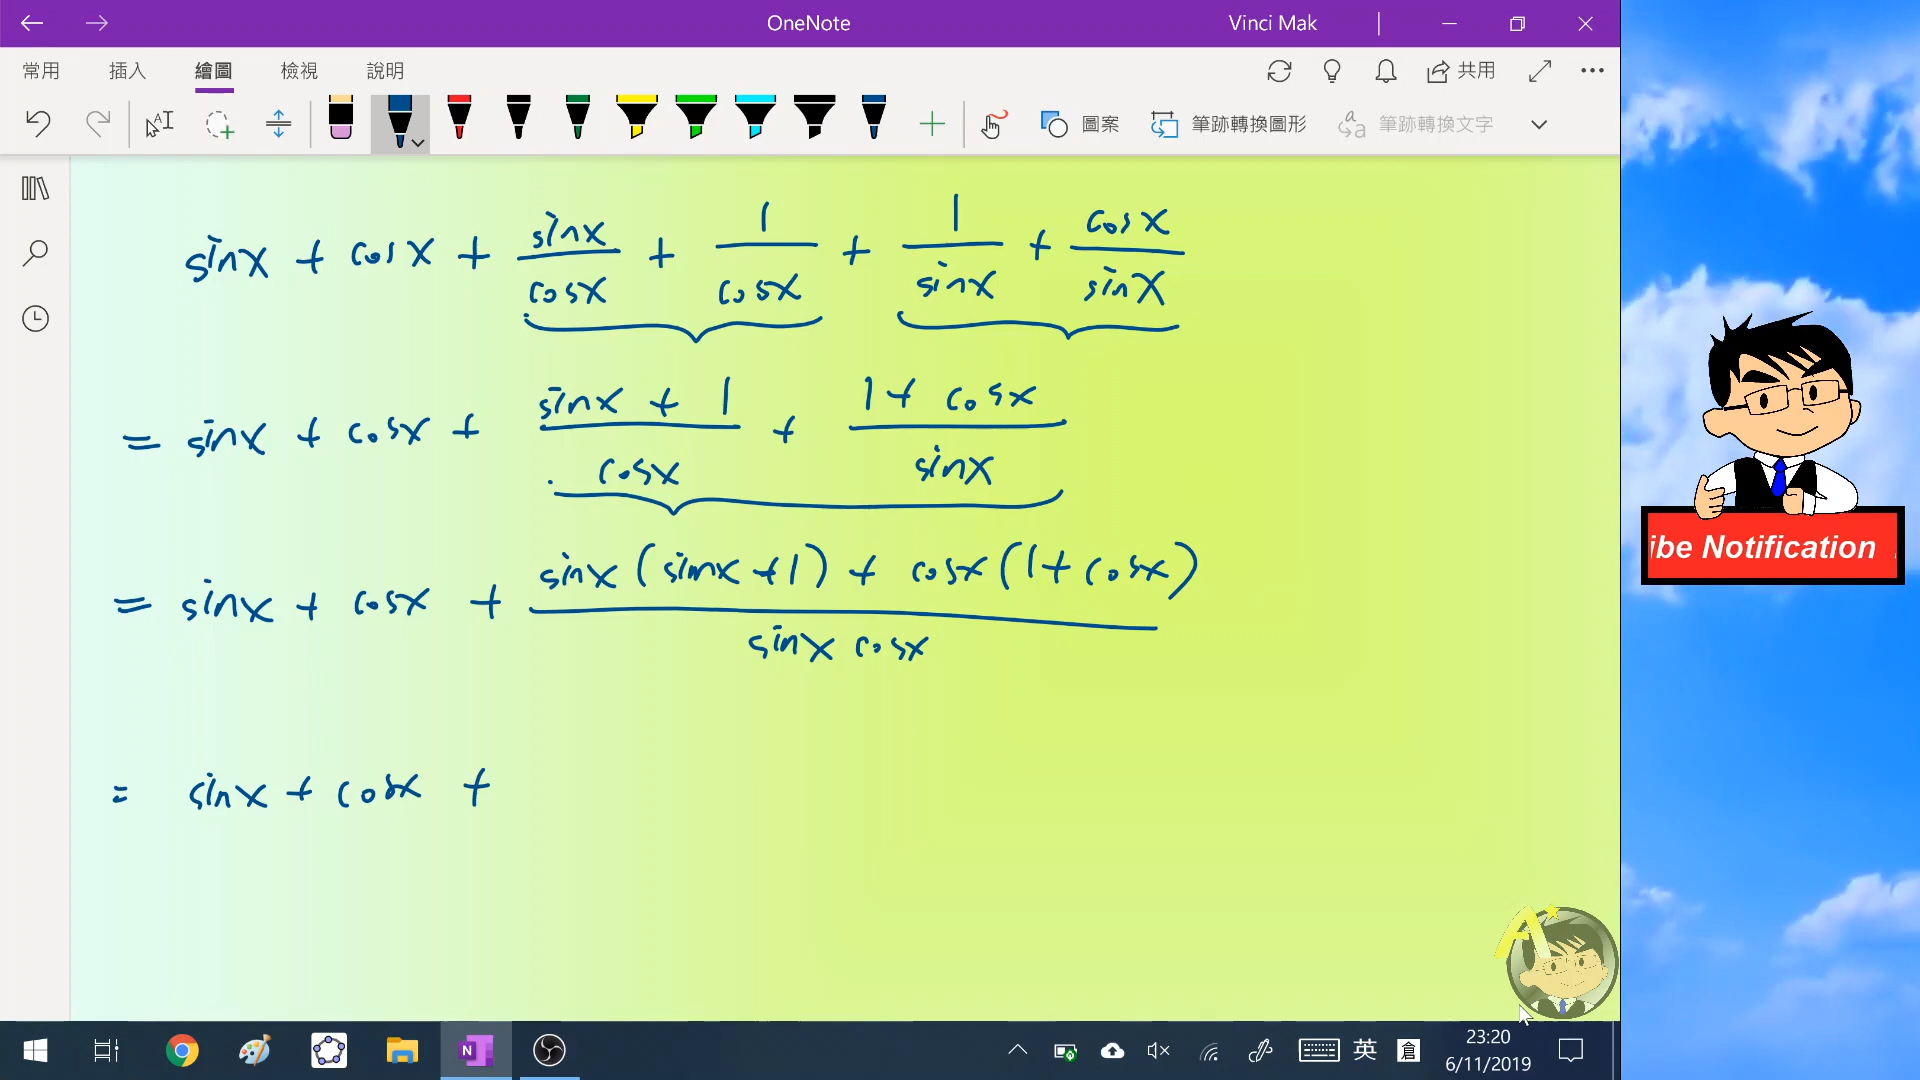 OneNote
Vinci Mak
常用 插入 繪圖 檢視 說明 共用
圖案 筆跡轉換圖形 筆跡轉換文字
sinx + cosx + sinx/cosx + 1/cosx + 1/sinx + cosx/sinx
= sinx + cosx + (sinx + 1)/cosx + (1 + cosx)/sinx
= sinx + cosx + (sinx(sinx+1) + cosx(1+cosx))/(sinx cosx)
= sinx + cosx +
ibe Notification
A
英 倉
23:20
6/11/2019